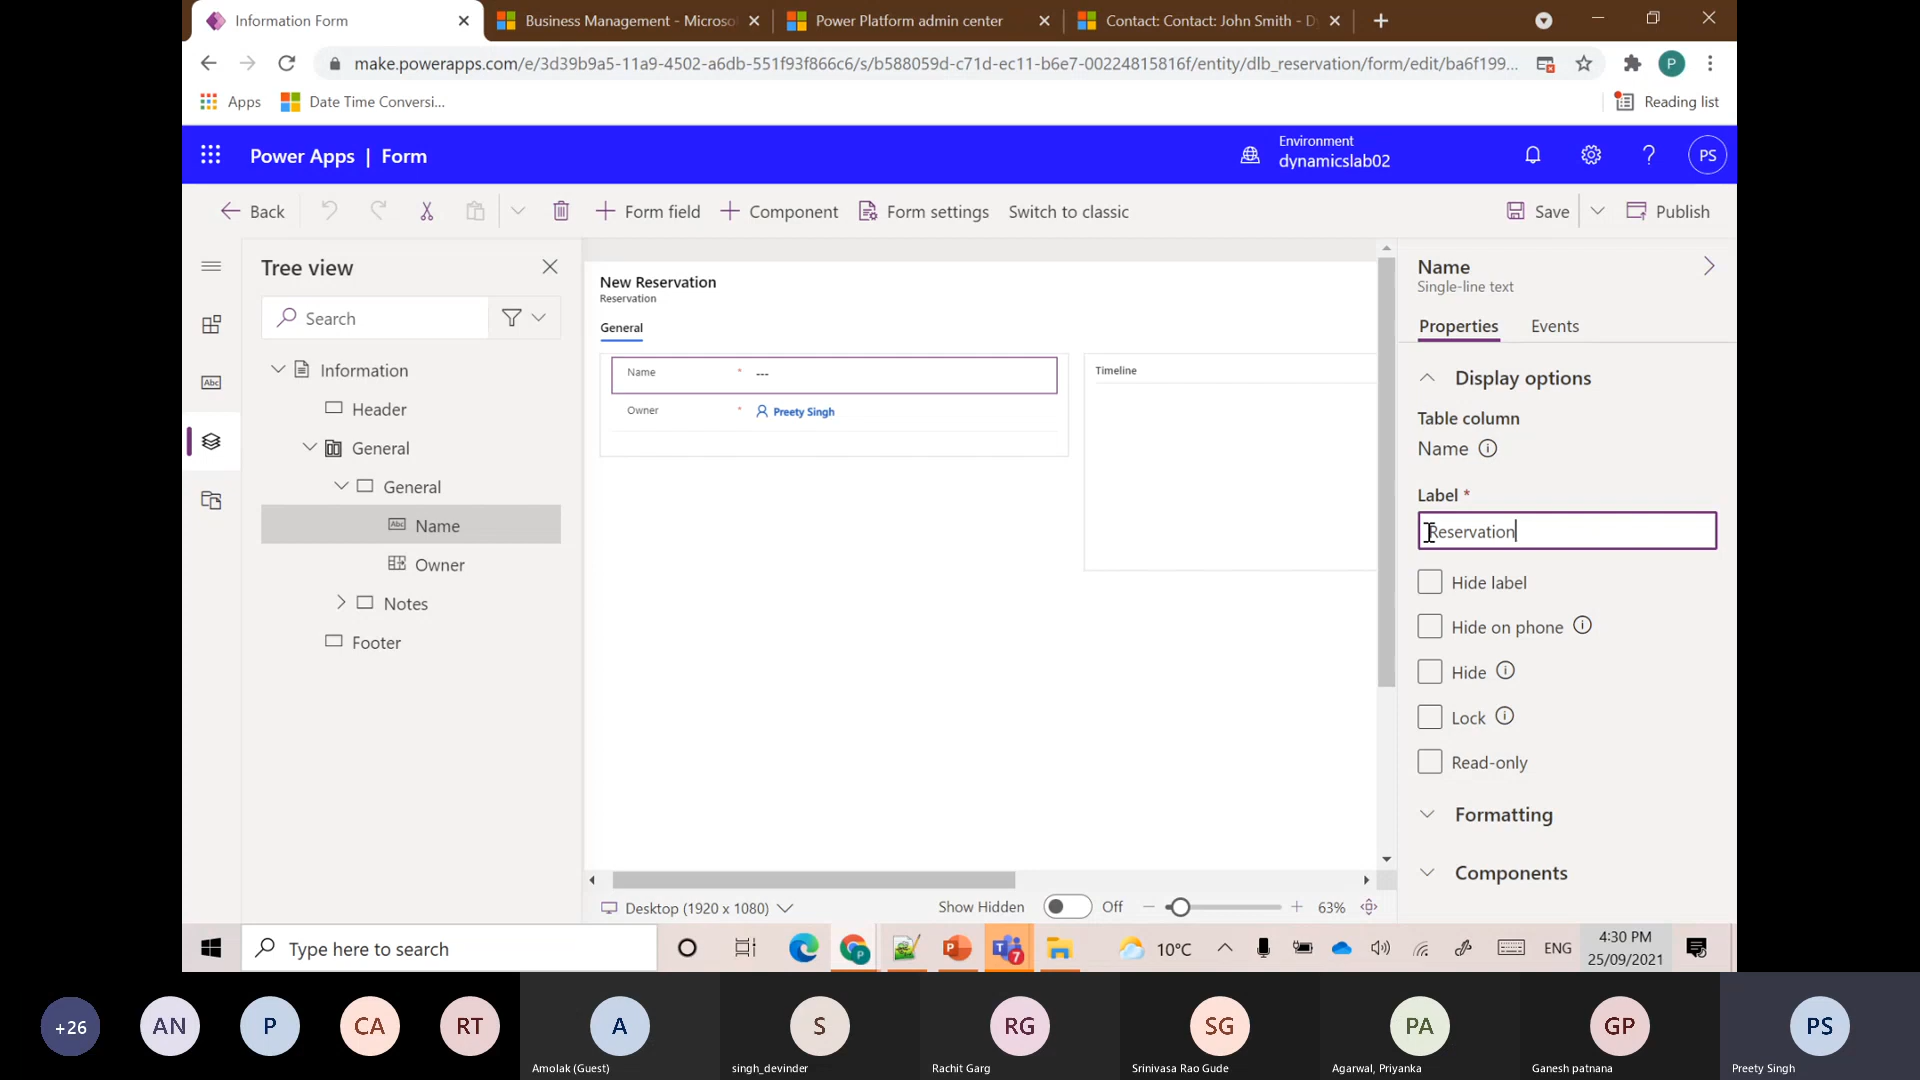 Information Form
Business Management - Microso
Power Platform admin center
Contact: Contact: John Smith - D
make.powerapps.com/e/3d39b9a5-11a9-4502-a6db-551f93f866c6/s/b588059d-c71d-ec11-b6e7-00224815816f/entity/dlb_reservation/form/edit/ba6f199...
P
Apps
Date Time Conversi...
Reading list
Power Apps | Form
Environment
dynamicslab02
PS
Back
Form field
Component
Form settings
Switch to classic
Save
Publish
Tree view
Search
Information
Header
General
General
Abc Name
Owner
Notes
Footer
Abc
New Reservation
Reservation
General
Name * ---
Owner * Preety Singh
Timeline
Name
Single-line text
Properties
Events
Display options
Table column
Name
Label *
Reservation
Hide label
Hide on phone
Hide
Lock
Read-only
Formatting
Components
Desktop (1920 x 1080)
Show Hidden
Off
63%
Type here to search
7
10°C
ENG
4:30 PM
25/09/2021
+26
AN
P
CA
RT
A
S
RG
SG
PA
GP
PS
Amolak (Guest)
singh_devinder
Rachit Garg
Srinivasa Rao Gude
Agarwal, Priyanka
Ganesh patnana
Preety Singh